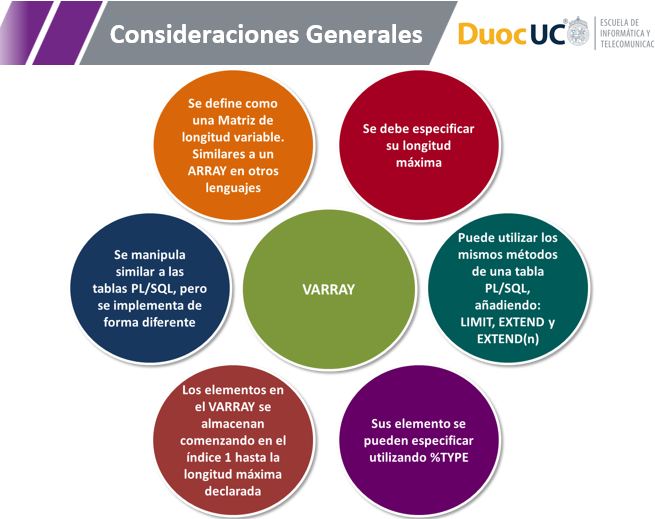 Consideraciones Generales
DuocUC
ESCUELA DE
INFORMÁTICA Y
TELECOMUNICAC
Se define como
una Matriz de
longitud variable.
Similares a un
ARRAY en otros
lenguajes
Se debe especificar
su longitud
máxima
Se manipula
similar a las
tablas PL/SQL, pero
se implementa de
forma diferente
VARRAY
Puede utilizar los
mismos métodos
de una tabla
PL/SQL,
añadiendo:
LIMIT, EXTEND y
EXTEND(n)
Los elementos en
el VARRAY se
almacenan
comenzando en el
índice 1 hasta la
longitud máxima
declarada
Sus elemento se
pueden especificar
utilizando %TYPE